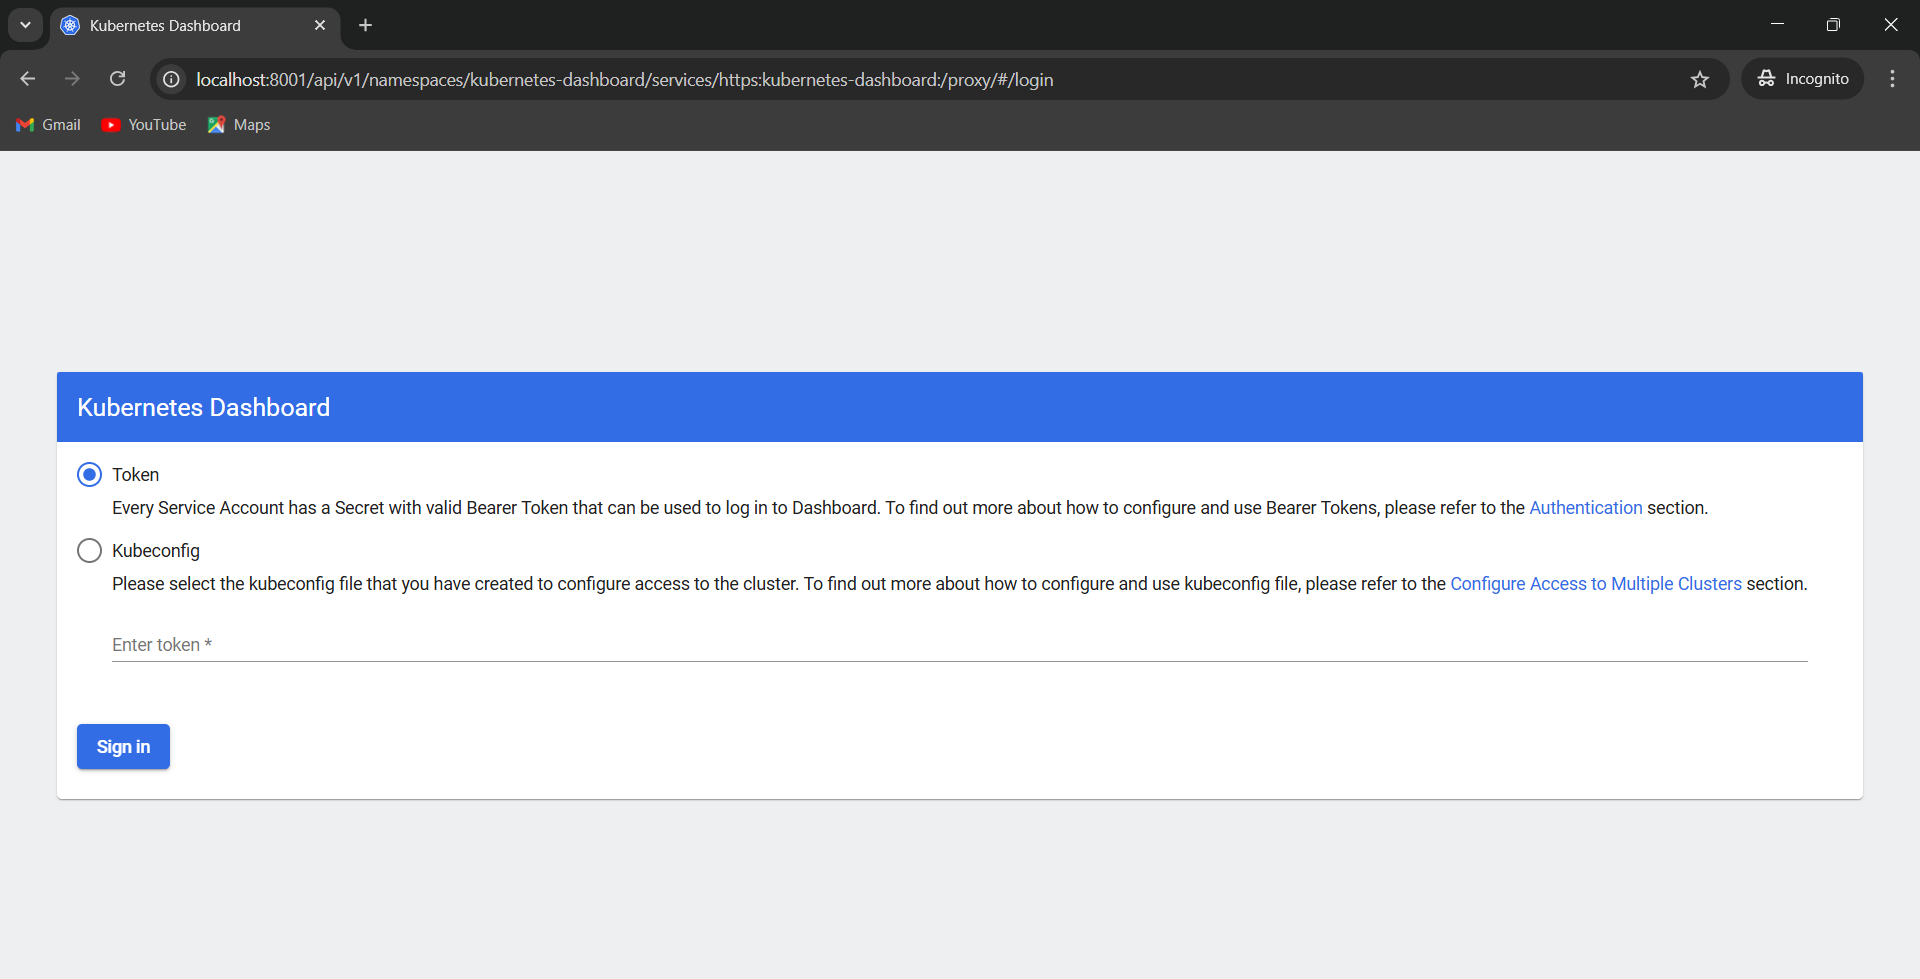 Kubernetes Dashboard
localhost:8001/api/v1/namespaces/kubernetes-dashboard/services/https:kubernetes-dashboard:/proxy/#/login
Incognito
Gmail
YouTube
Maps
Kubernetes Dashboard
Token
Every Service Account has a Secret with valid Bearer Token that can be used to log in to Dashboard. To find out more about how to configure and use Bearer Tokens, please refer to the Authentication section.
Kubeconfig
Please select the kubeconfig file that you have created to configure access to the cluster. To find out more about how to configure and use kubeconfig file, please refer to the Configure Access to Multiple Clusters section.
Enter token *
Sign in